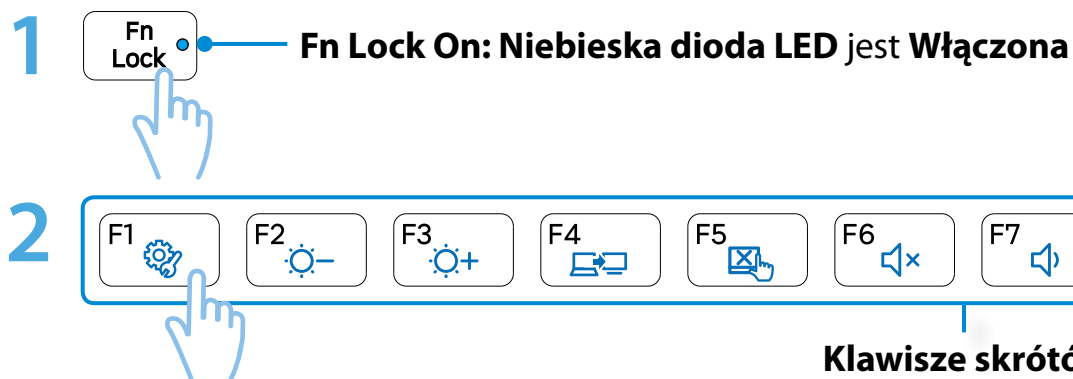 1
Fn Lock
Fn Lock On: Niebieska dioda LED jest Włączona
2
F1 F2 F3 F4 F5 F6 F7
Klawisze